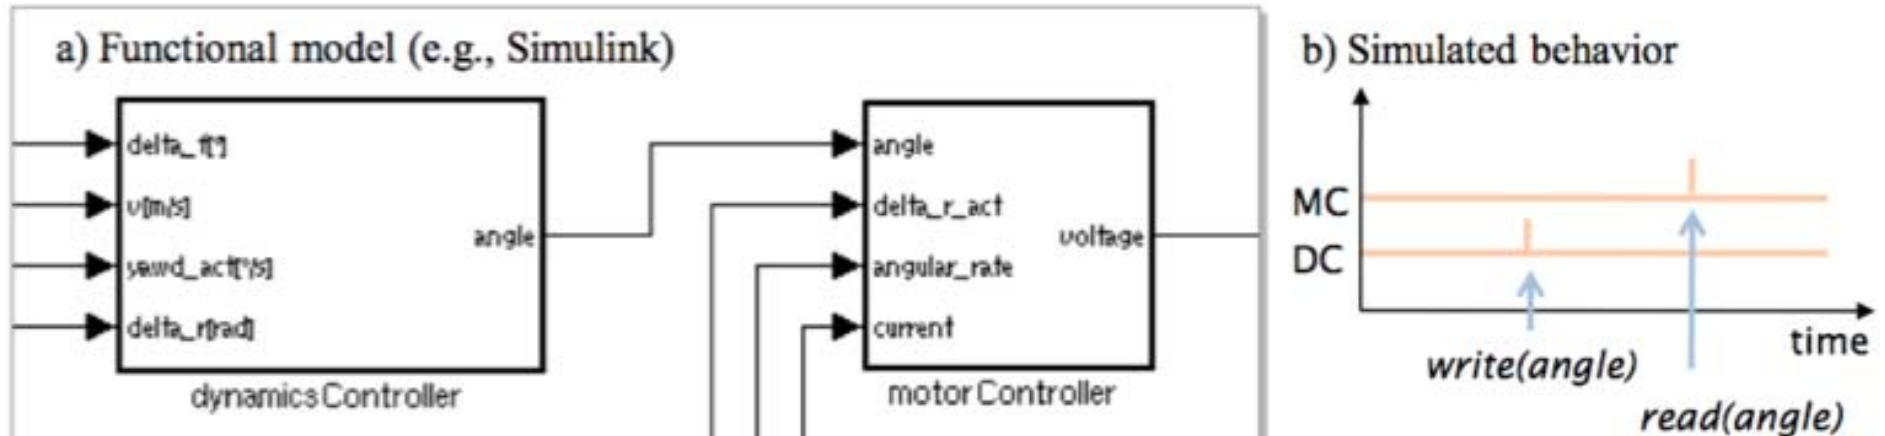 a) Functional model (e.g., Simulink)
delta_f[°]
v[m/s]
yawd_act[°/s]
delta_r[rad]
angle
dynamicsController
angle
delta_r_act
angular_rate
current
voltage
motorController
b) Simulated behavior
MC
DC
time
write(angle)
read(angle)